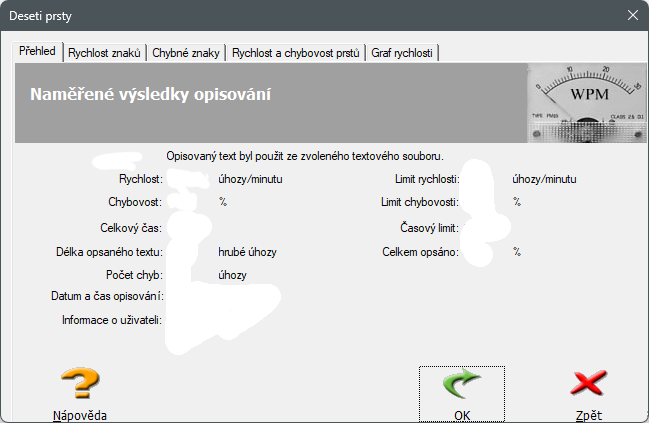 Deseti prsty
Přehled Rychlost znaků Chybné znaky Rychlost a chybovost prstů Graf rychlosti
Naměřené výsledky opisování
0 10 20 30
WPM
CLASS 2.5
Opisovaný text byl použit ze zvoleného textového souboru.
Rychlost: úhozy/minutu Limit rychlosti: úhozy/minutu
Chybovost: % Limit chybovosti: %
Celkový čas: Časový limit:
Délka opsaného textu: hrubé úhozy Celkem opsáno: %
Počet chyb: úhozy
Datum a čas opisování:
Informace o uživateli:
Nápověda OK Zpět